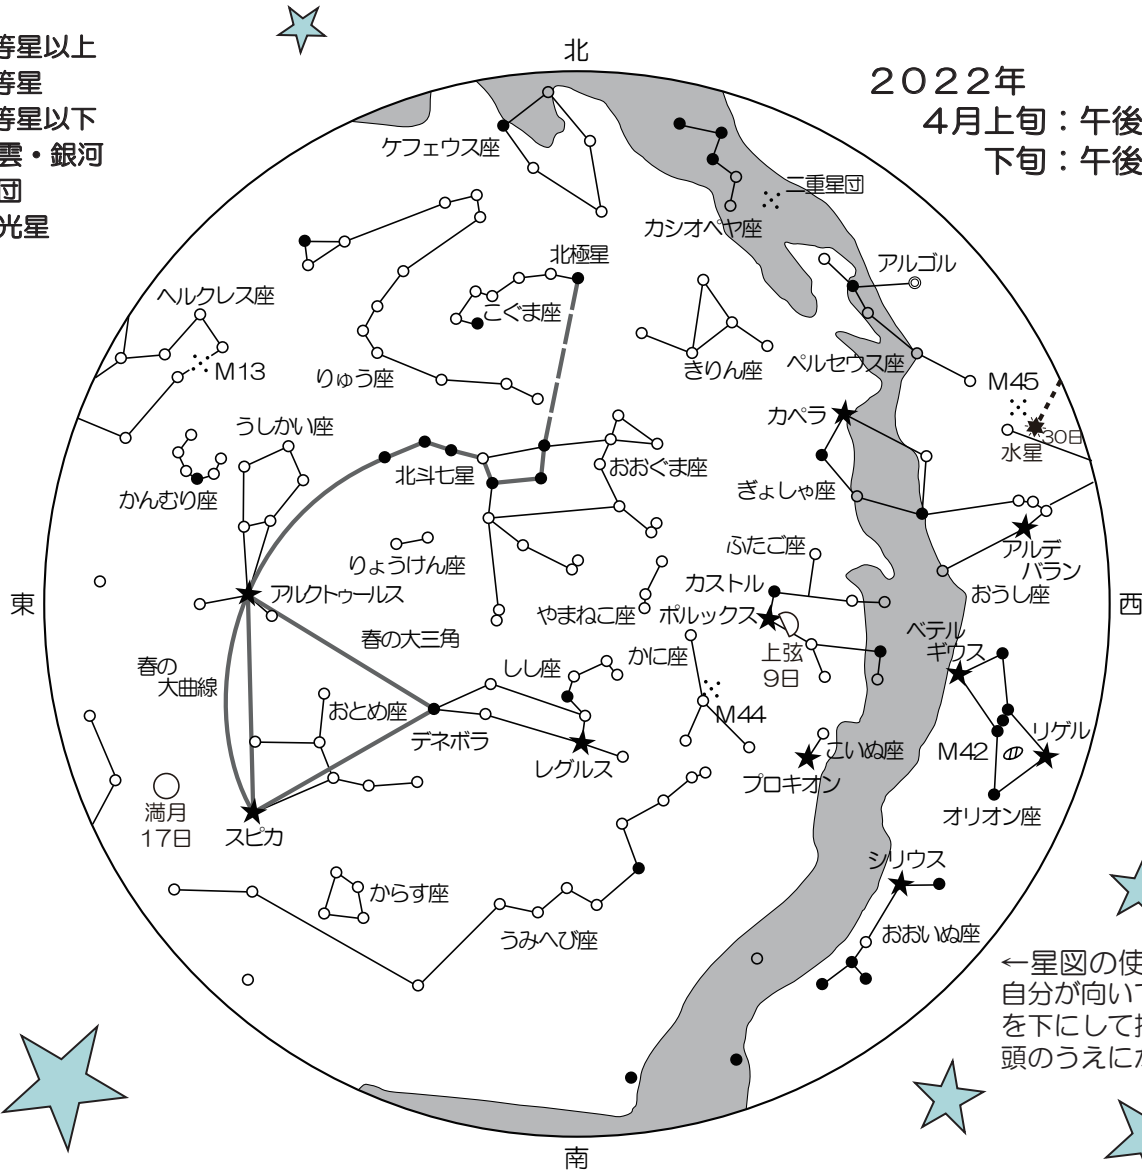 等星以上
等星
等星以下
雲・銀河
団
光星
北
2022年
4月上旬：午後
下旬：午後
ケフェウス座
二重星団
カシオペヤ座
北極星
アルゴル
ヘルクレス座
こぐま座
M13
りゅう座
きりん座
ペルセウス座
M45
カペラ
30日
水星
うしかい座
北斗七星
おおぐま座
かんむり座
ぎょしゃ座
りょうけん座
ふたご座
アルデ
バラン
カストル
おうし座
東
アルクトゥールス
やまねこ座
ポルックス
西
春の大三角
ベテル
ギウス
春の
大曲線
しし座
かに座
上弦
9日
おとめ座
M44
デネボラ
リゲル
レグルス
こいぬ座
M42
プロキオン
満月
17日
スピカ
オリオン座
シリウス
からす座
うみへび座
おおいぬ座
←星図の使
自分が向いて
を下にして
頭のうえにか
南